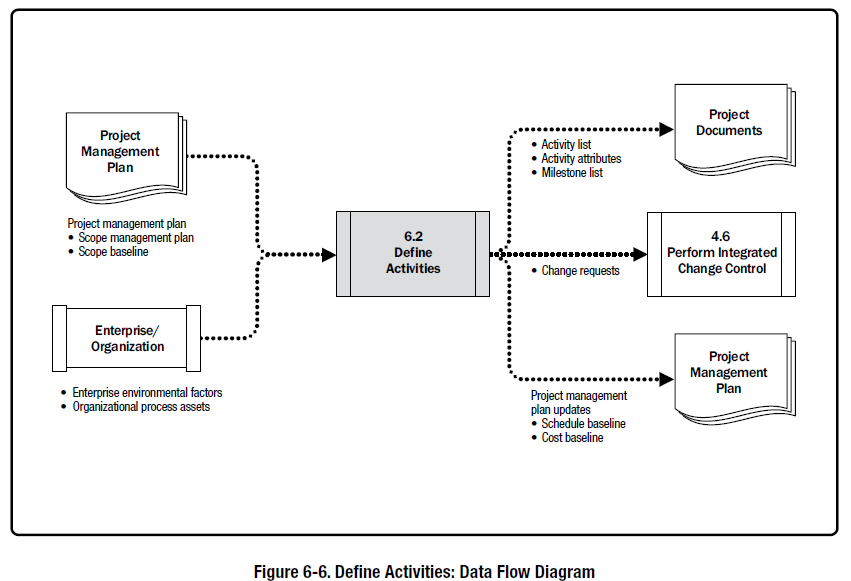 Project
Management
Plan
Project management plan
• Scope management plan
• Scope baseline
Enterprise/
Organization
• Enterprise environmental factors
• Organizational process assets
6.2
Define
Activities
• Activity list
• Activity attributes
• Milestone list
Project
Documents
• Change requests
4.6
Perform Integrated
Change Control
Project management
plan updates
• Schedule baseline
• Cost baseline
Project
Management
Plan
Figure 6-6. Define Activities: Data Flow Diagram